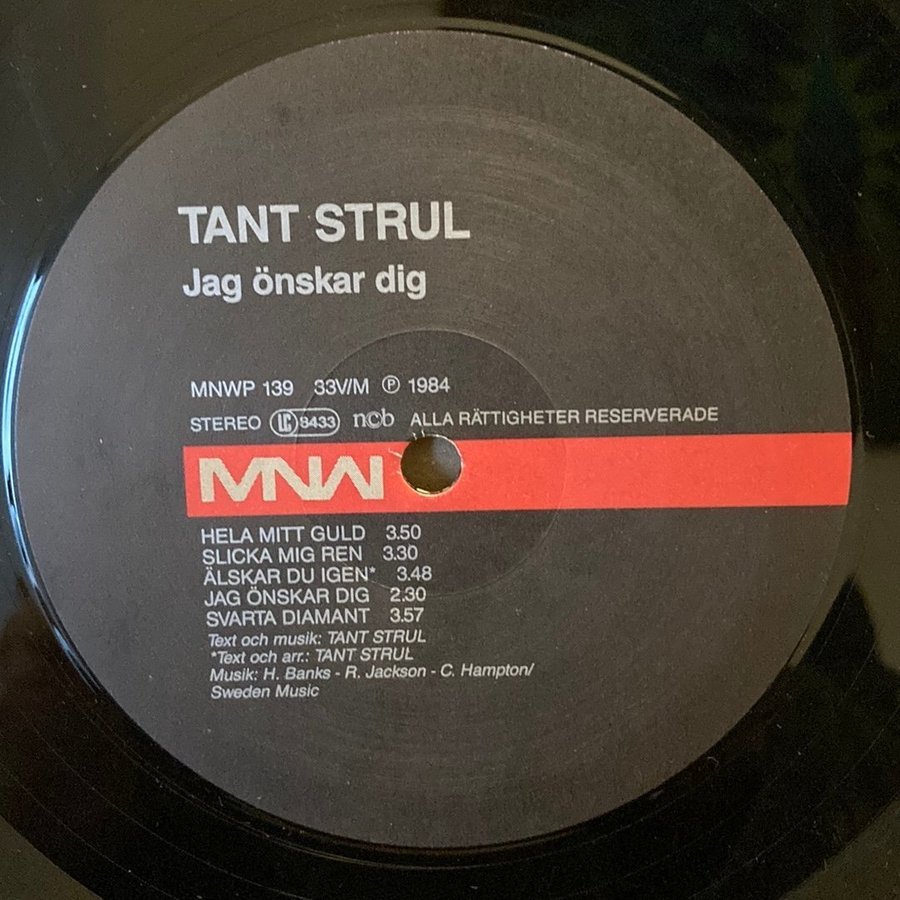 TANT STRUL
Jag önskar dig
MNWP 139 33V/M Ⓟ 1984
STEREO LC 8433 ncb ALLA RÄTTIGHETER RESERVERADE
MNW
HELA MITT GULD 3.50
SLICKA MIG REN 3.30
ÄLSKAR DU IGEN* 3.48
JAG ÖNSKAR DIG 2.30
SVARTA DIAMANT 3.57
Text och musik: TANT STRUL
*Text och arr.: TANT STRUL
Musik: H. Banks - R. Jackson - C. Hampton/
Sweden Music